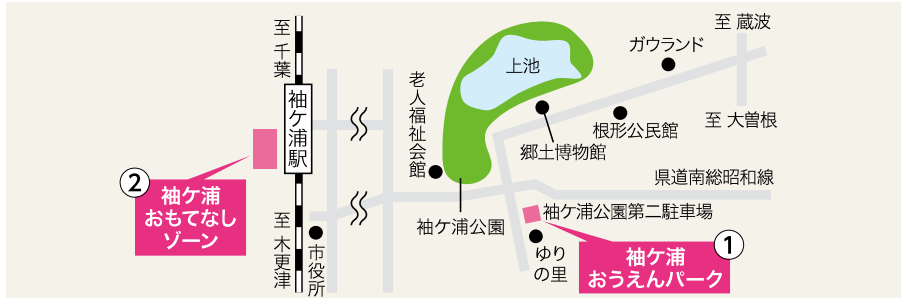 至 千葉
袖ケ浦駅
②
袖ケ浦
おもてなし
ゾーン
至 木更津
市役所
老人福祉会館
上池
袖ケ浦公園
郷土博物館
ガウランド
根形公民館
至 蔵波
至 大曽根
県道南総昭和線
袖ケ浦公園第二駐車場
ゆり
の里
①
袖ケ浦
おうえんパーク